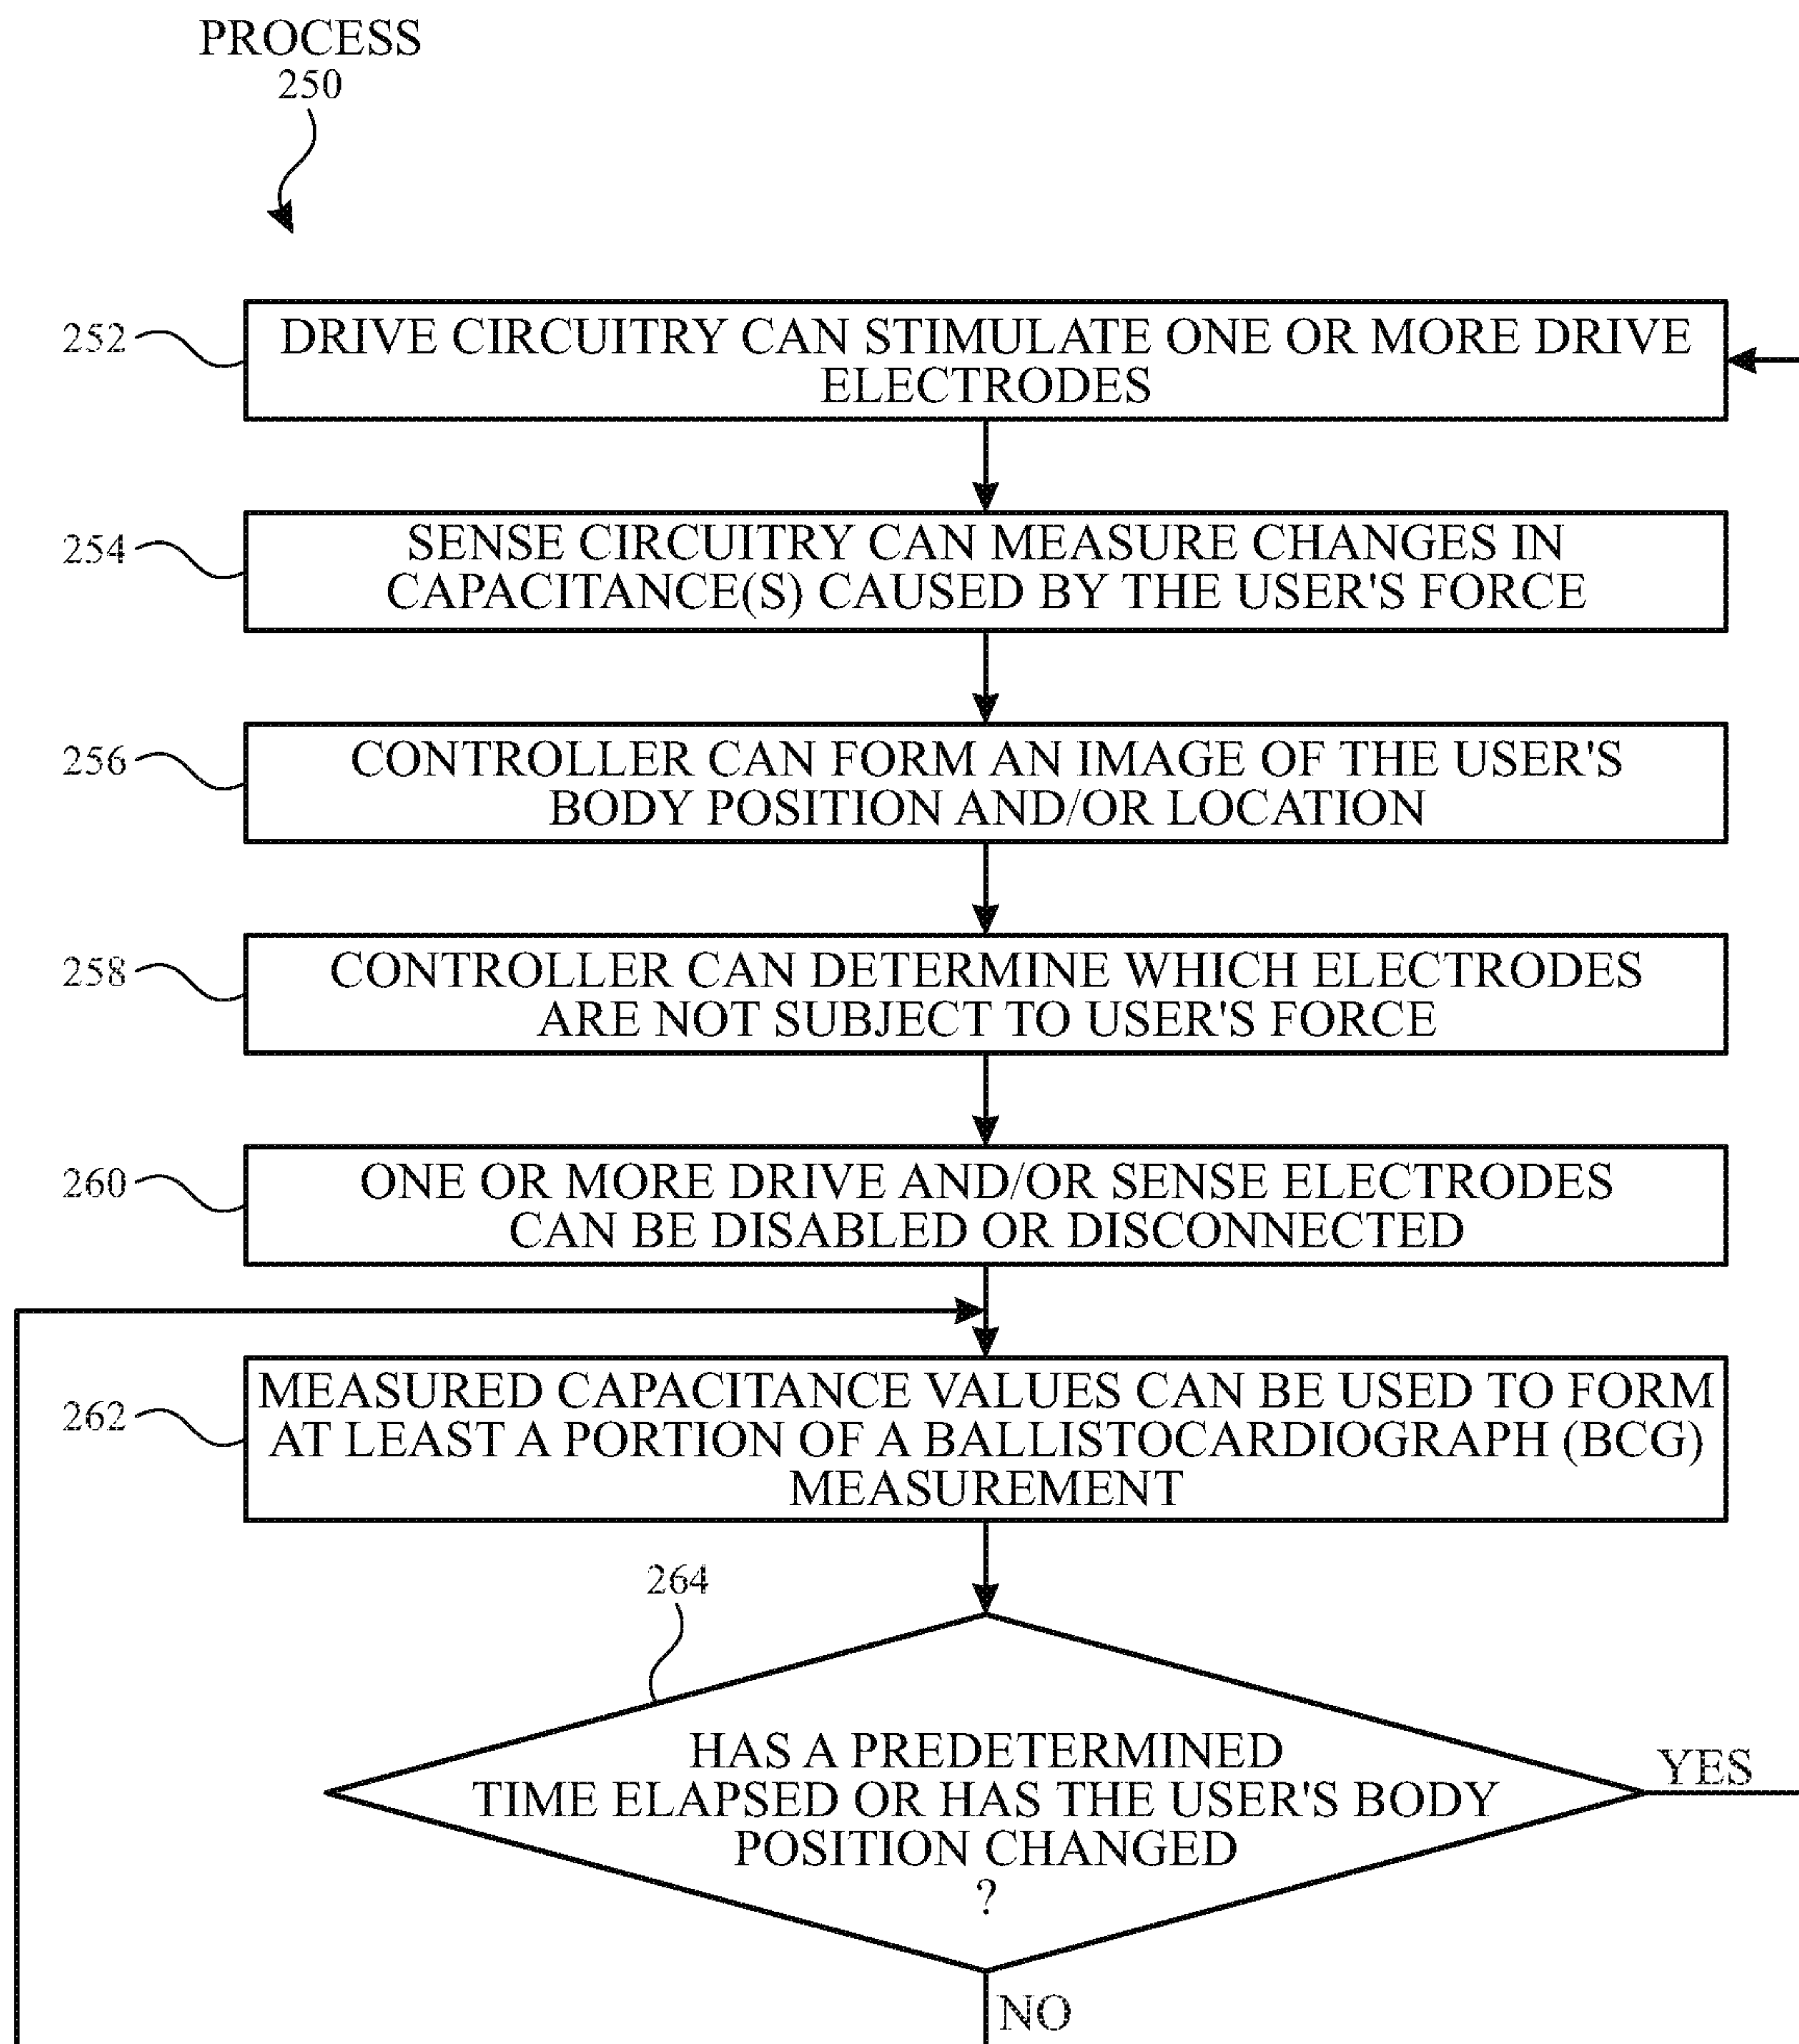 PROCESS
250
252
DRIVE CIRCUITRY CAN STIMULATE ONE OR MORE DRIVE
ELECTRODES
254
SENSE CIRCUITRY CAN MEASURE CHANGES IN
CAPACITANCE(S) CAUSED BY THE USER'S FORCE
256
CONTROLLER CAN FORM AN IMAGE OF THE USER'S
BODY POSITION AND/OR LOCATION
258
CONTROLLER CAN DETERMINE WHICH ELECTRODES
ARE NOT SUBJECT TO USER'S FORCE
260
ONE OR MORE DRIVE AND/OR SENSE ELECTRODES
CAN BE DISABLED OR DISCONNECTED
262
MEASURED CAPACITANCE VALUES CAN BE USED TO FORM
AT LEAST A PORTION OF A BALLISTOCARDIOGRAPH (BCG)
MEASUREMENT
264
HAS A PREDETERMINED
TIME ELAPSED OR HAS THE USER'S BODY
POSITION CHANGED
?
YES
NO